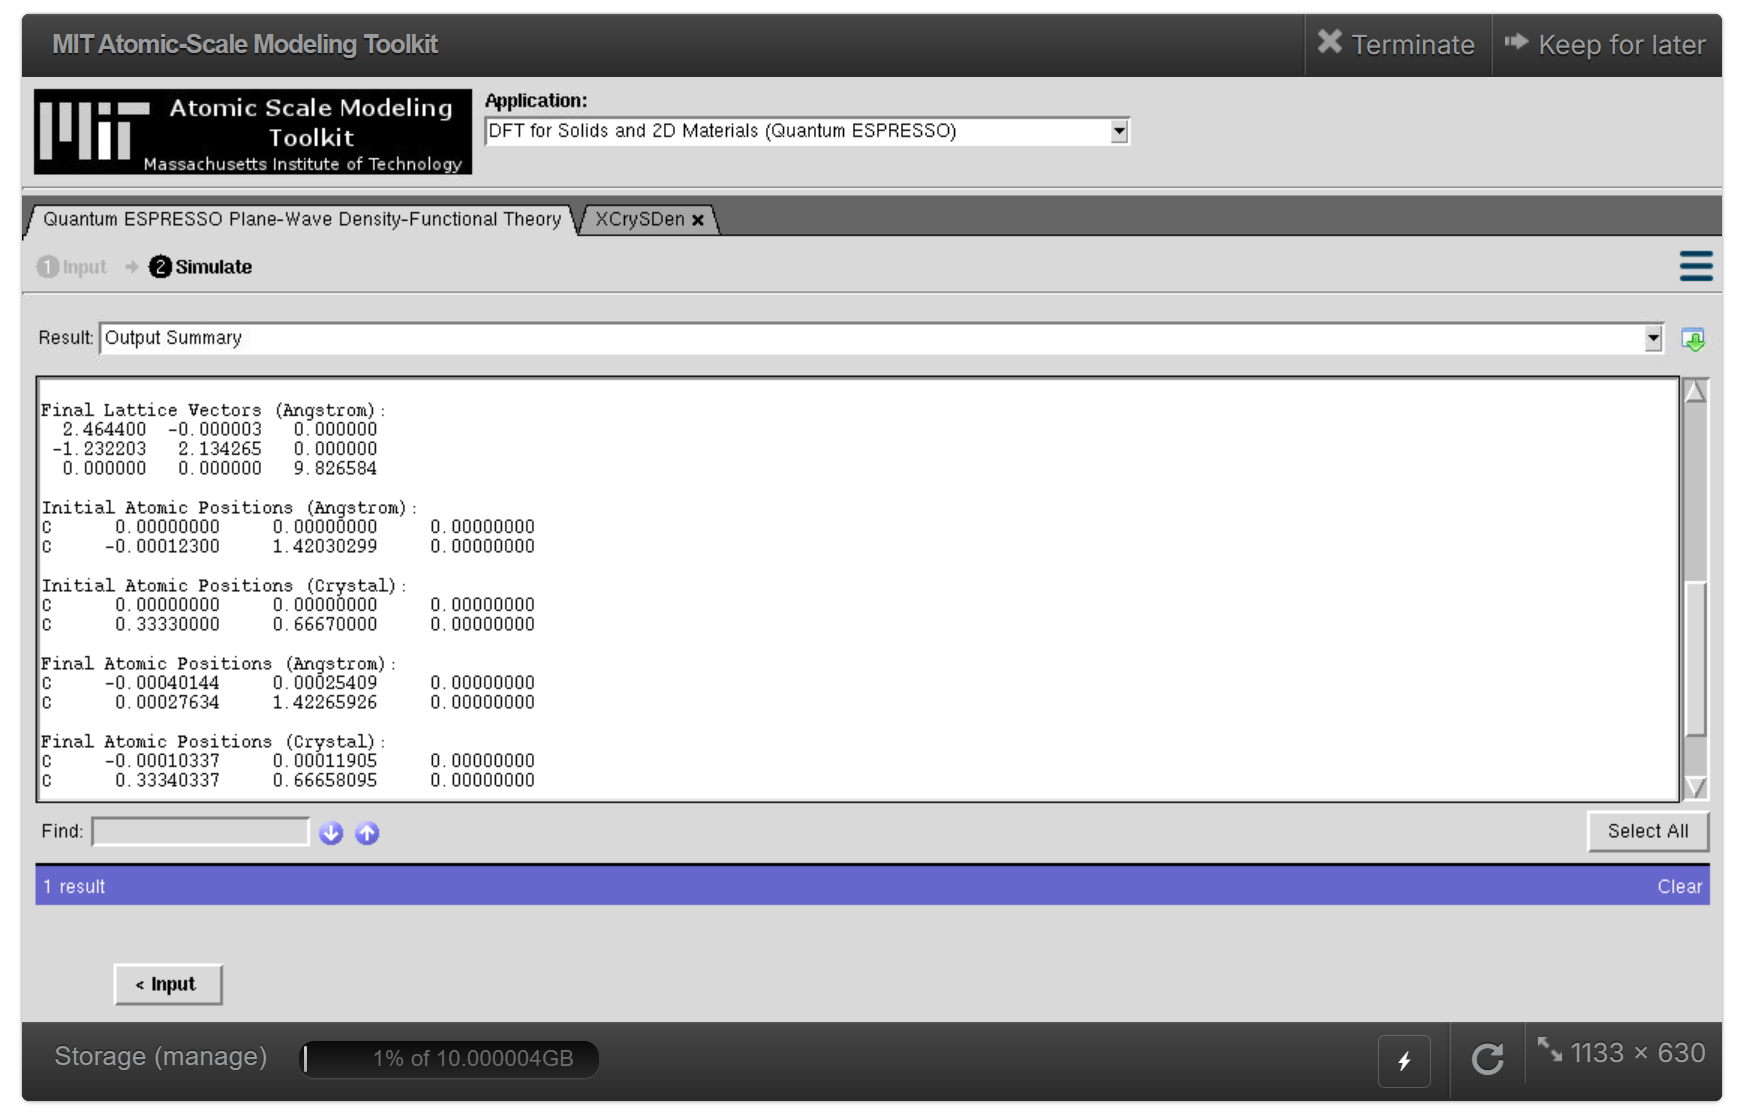 MIT Atomic-Scale Modeling Toolkit
Terminate
Keep for later
Atomic Scale Modeling
Toolkit
Massachusetts Institute of Technology
Application:
DFT for Solids and 2D Materials (Quantum ESPRESSO)
Quantum ESPRESSO Plane-Wave Density-Functional Theory
XCrySDen
1 Input
2 Simulate
Result: Output Summary
Final Lattice Vectors (Angstrom):
2.464400 -0.000003 0.000000
-1.232203 2.134265 0.000000
0.000000 0.000000 9.826584
Initial Atomic Positions (Angstrom):
C 0.00000000 0.00000000 0.00000000
C -0.00012300 1.42030299 0.00000000
Initial Atomic Positions (Crystal):
C 0.00000000 0.00000000 0.00000000
C 0.33330000 0.66670000 0.00000000
Final Atomic Positions (Angstrom):
C -0.00040144 0.00025409 0.00000000
C 0.00027634 1.42265926 0.00000000
Final Atomic Positions (Crystal):
C -0.00010337 0.00011905 0.00000000
C 0.33340337 0.66658095 0.00000000
Find:
Select All
1 result
Clear
< Input
Storage (manage)
1% of 10.000004GB
1133 × 630